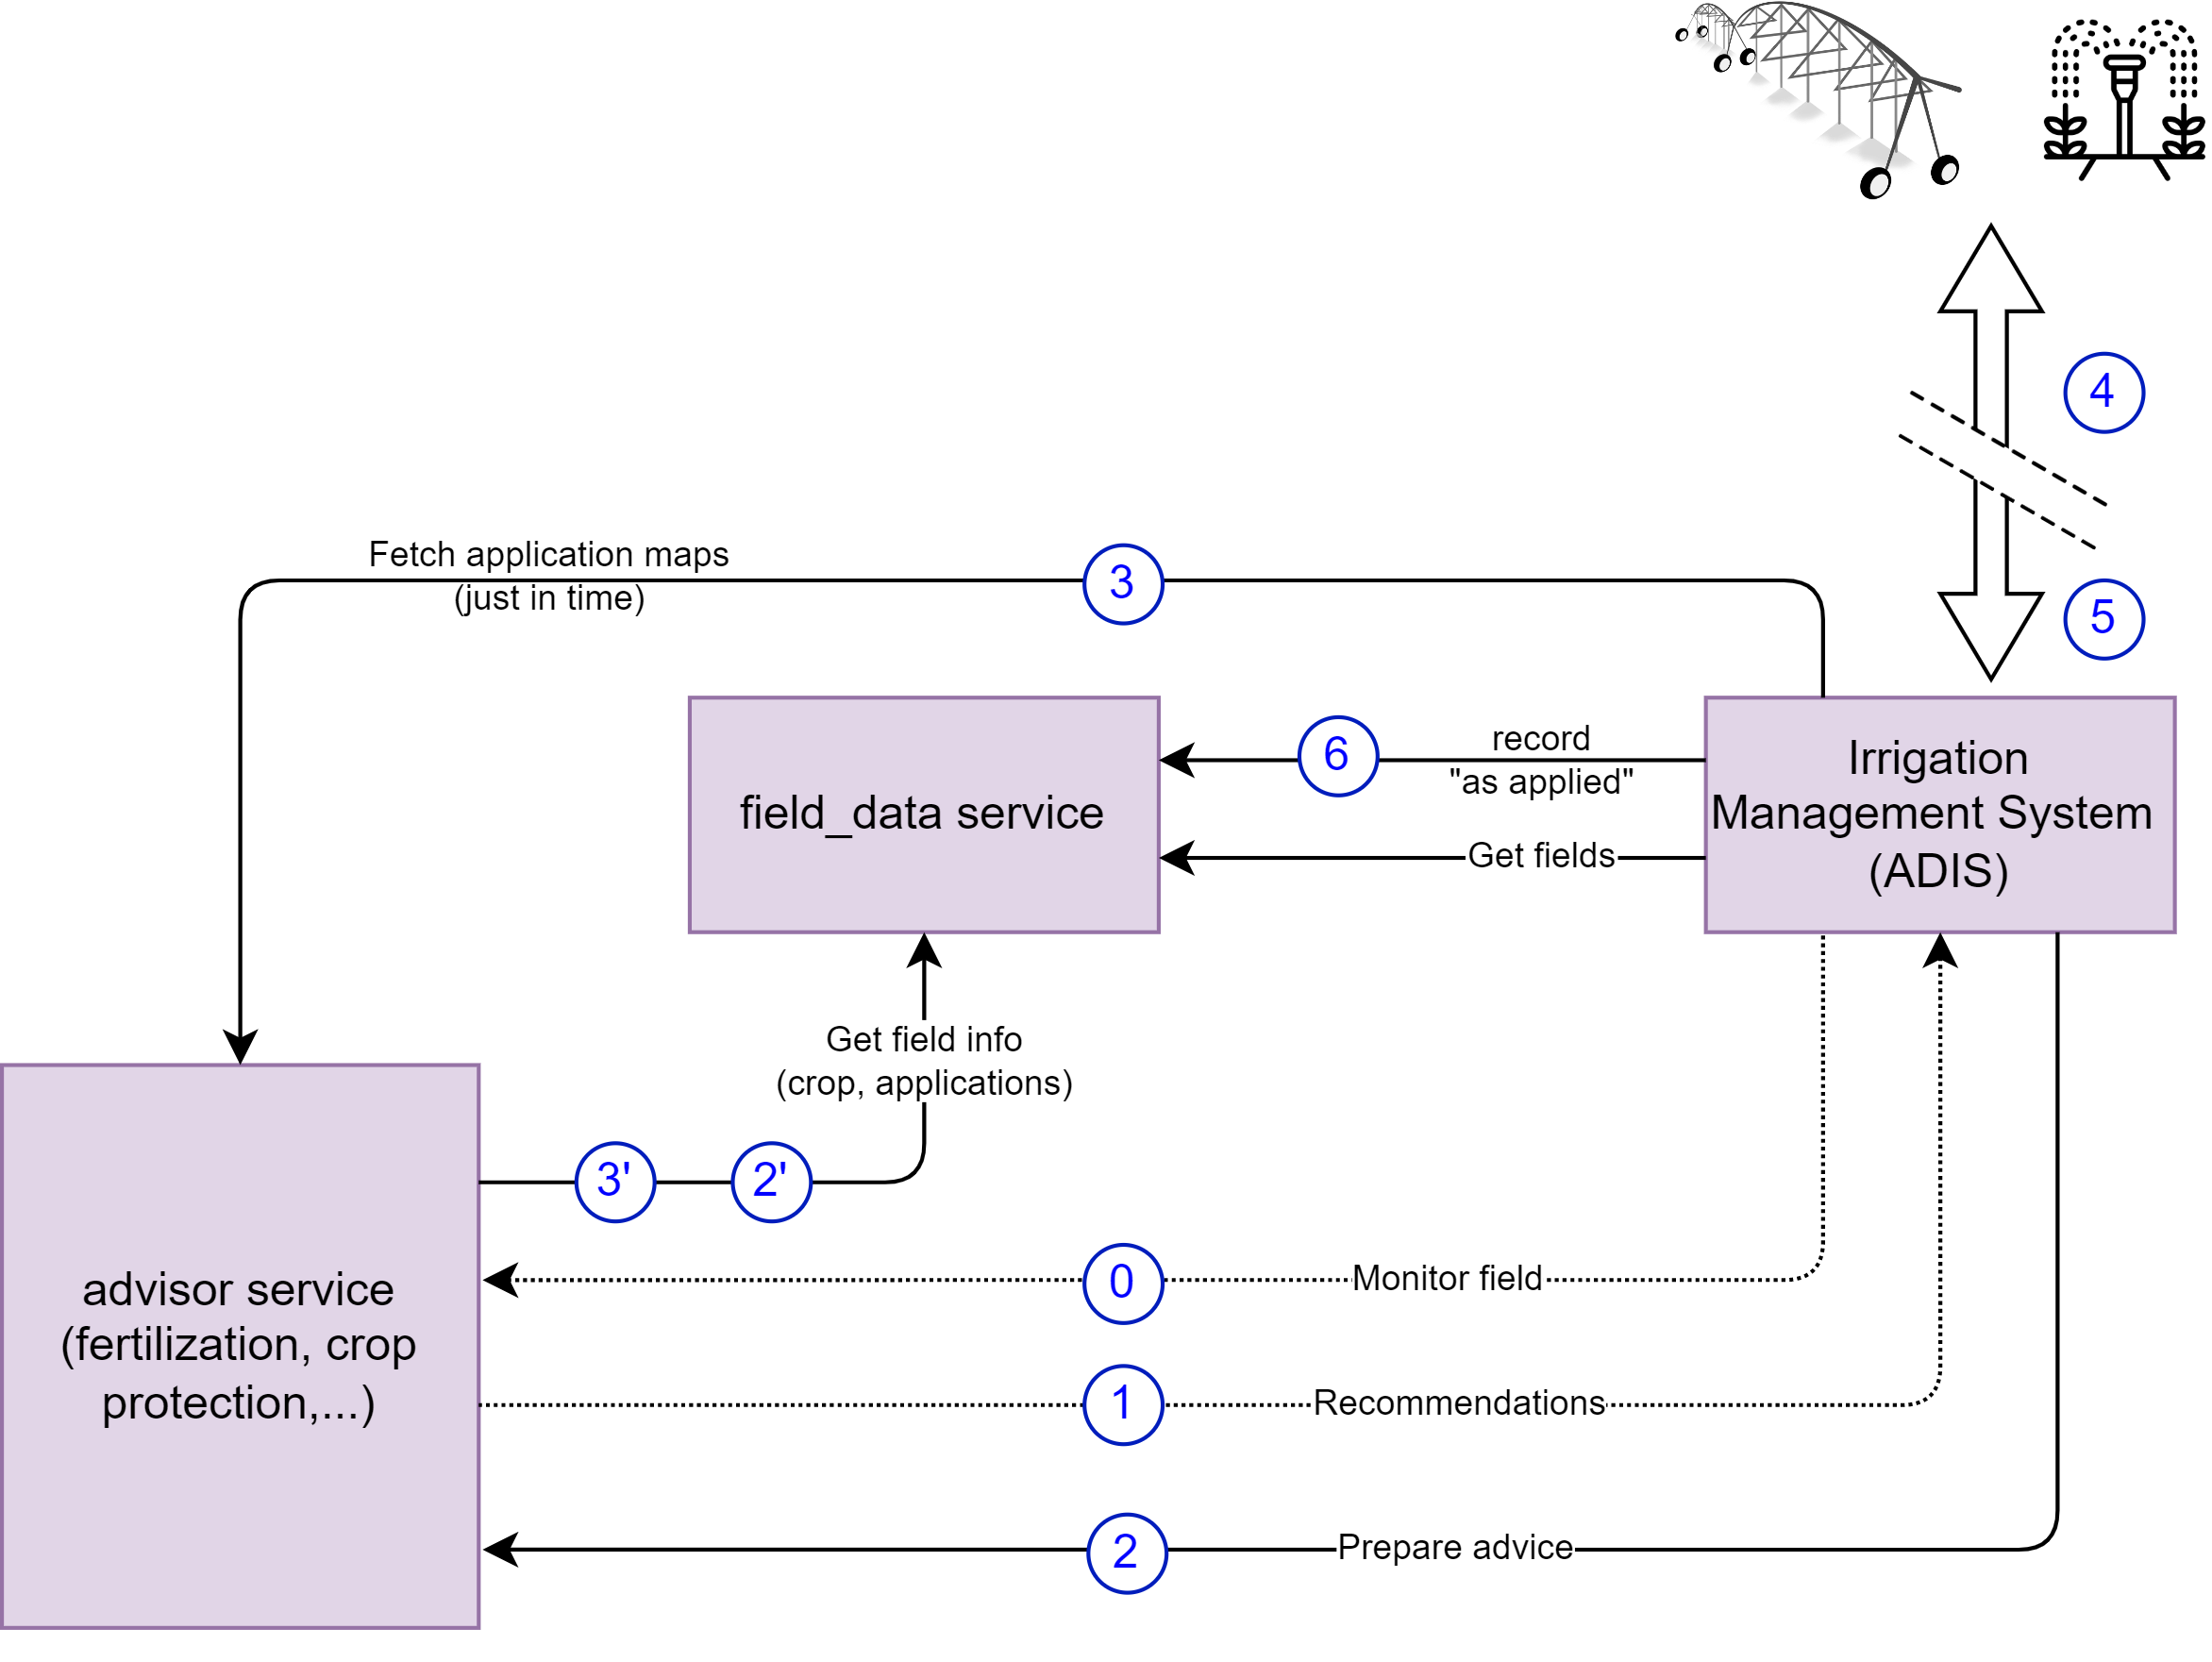 4
Fetch application maps
(just in time)
3
5
field_data service
6
record
"as applied"
Get fields
Irrigation
Management System
(ADIS)
Get field info
(crop, applications)
3'
2'
advisor service
(fertilization, crop
protection,...)
0
Monitor field
1
Recommendations
2
Prepare advice